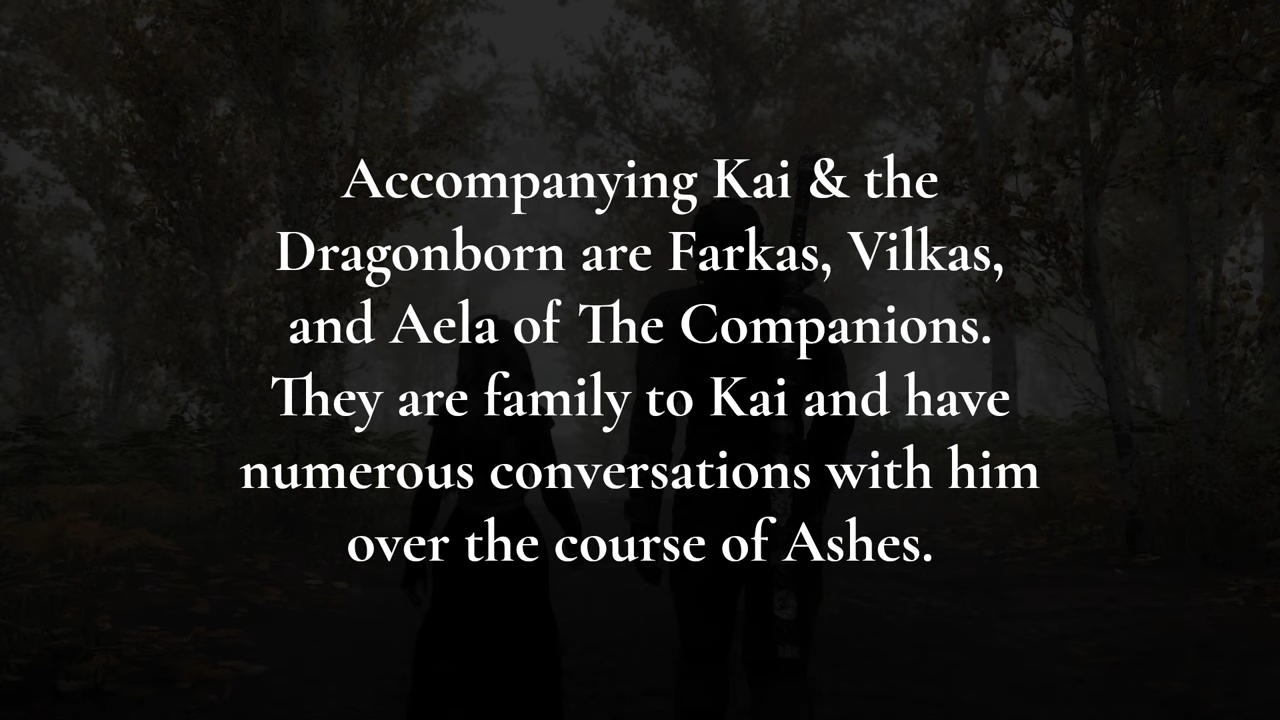 Accompanying Kai & the
Dragonborn are Farkas, Vilkas,
and Aela of The Companions.
They are family to Kai and have
numerous conversations with him
over the course of Ashes.